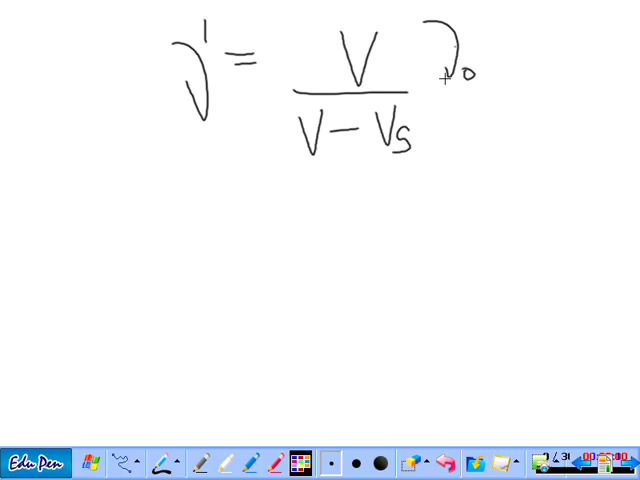 ν' = V / (V - Vs) ν0
Edu Pen